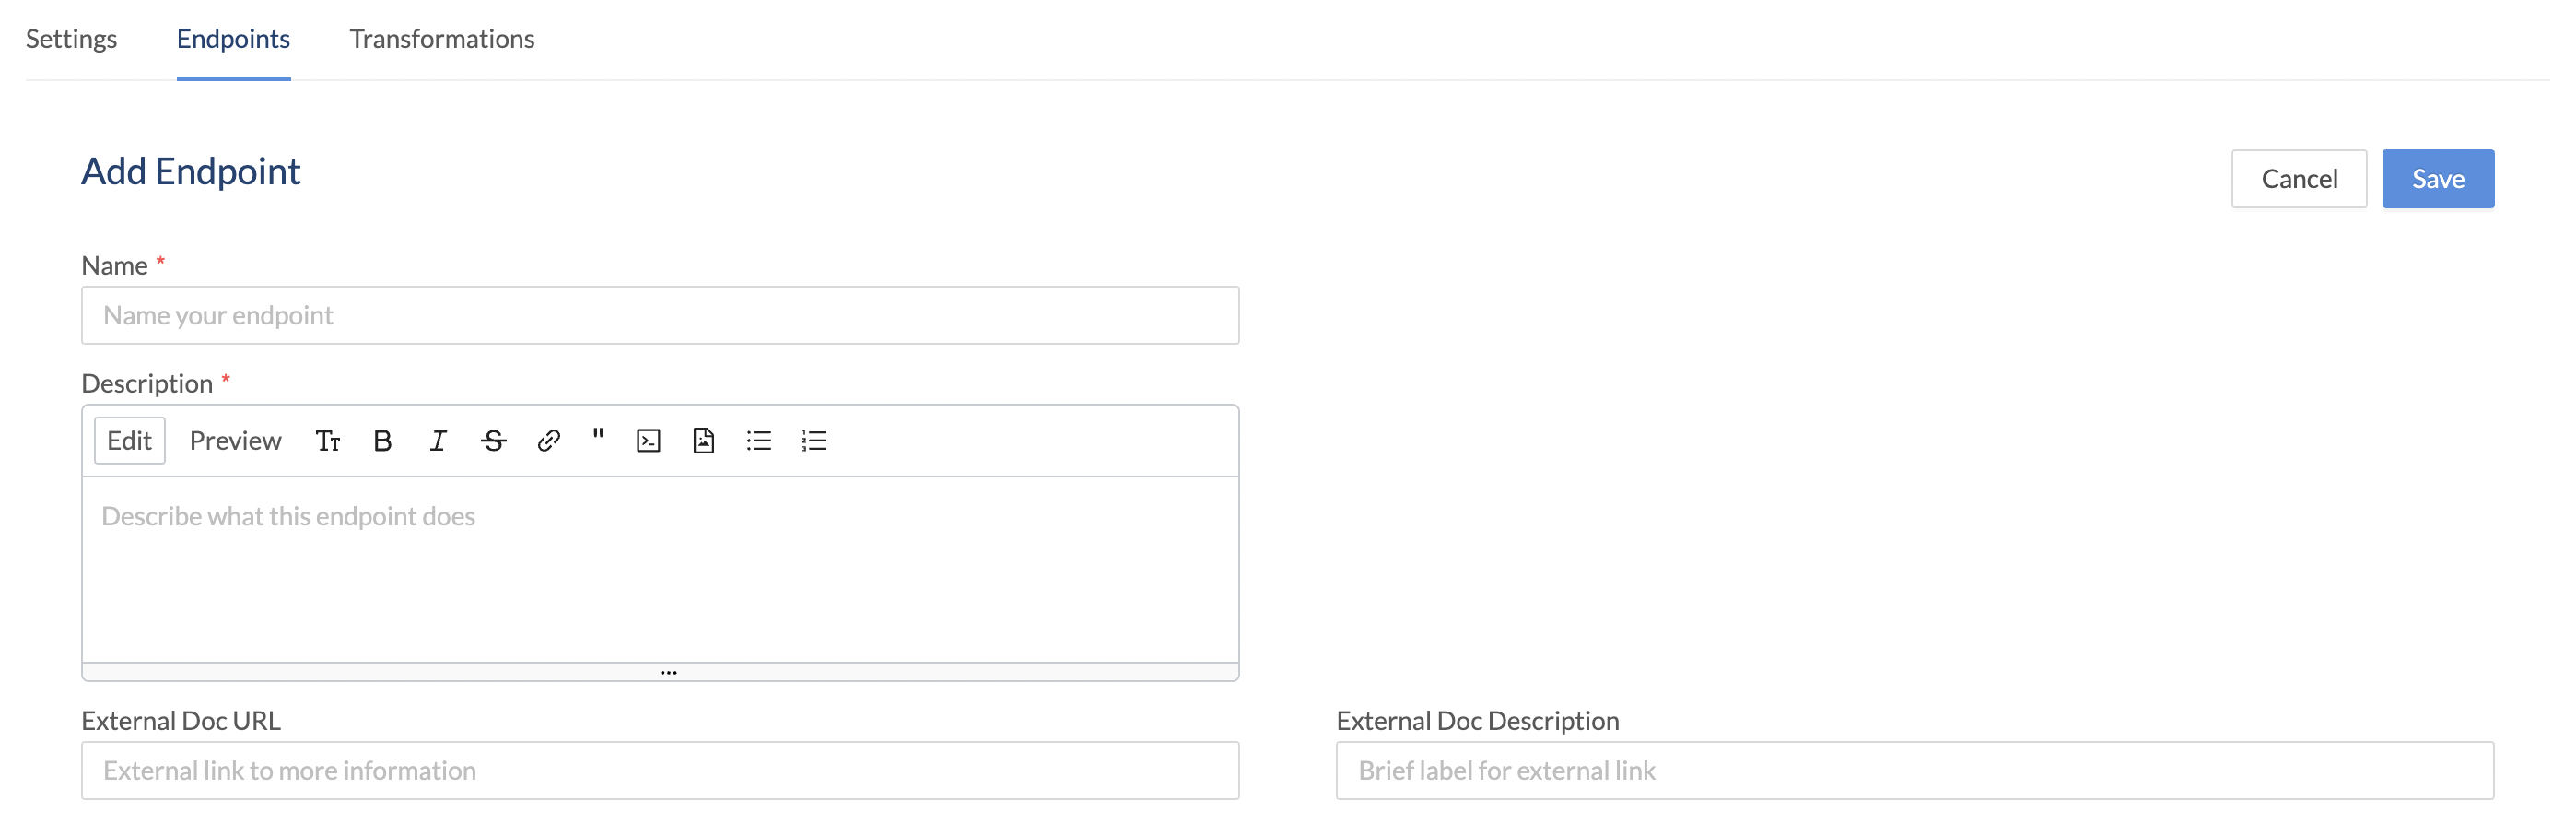 Settings Endpoints Transformations
Add Endpoint
Cancel Save
Name *
Name your endpoint
Description *
Edit Preview
Describe what this endpoint does
External Doc URL External Doc Description
External link to more information Brief label for external link